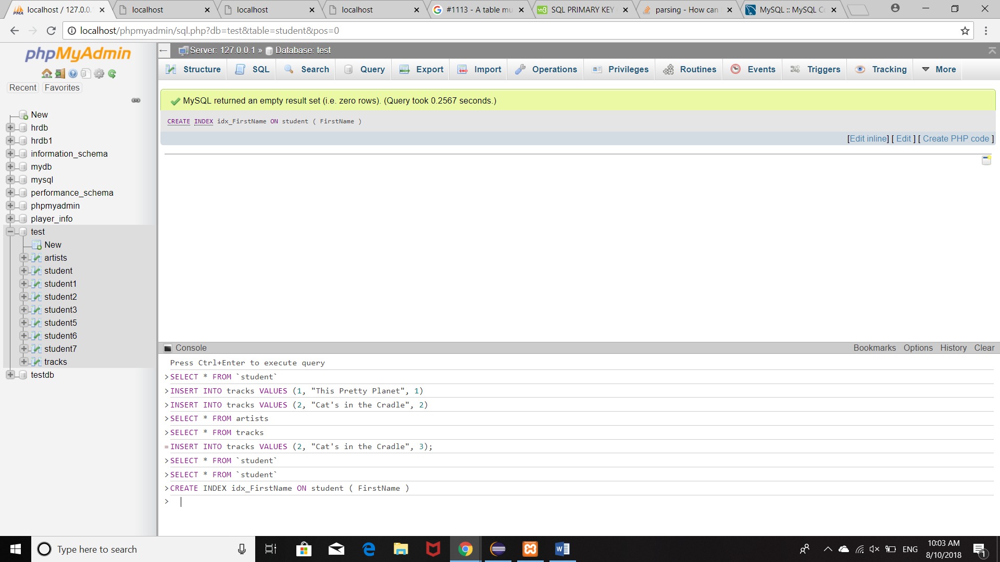 localhost / 127.0.0.
localhost
localhost
localhost
#1113 - A table mu
SQL PRIMARY KEY
parsing - How can
MySQL :: MySQL Co
localhost/phpmyadmin/sql.php?db=test&table=student&pos=0
phpMyAdmin
Recent Favorites
New
hrdb
hrdb1
information_schema
mydb
mysql
performance_schema
phpmyadmin
player_info
test
New
artists
student
student1
student2
student3
student5
student6
student7
tracks
testdb
Server: 127.0.0.1 » Database: test
Structure SQL Search Query Export Import Operations Privileges Routines Events Triggers Tracking More
MySQL returned an empty result set (i.e. zero rows). (Query took 0.2567 seconds.)
CREATE INDEX idx_FirstName ON student ( FirstName )
[Edit inline] [ Edit ] [ Create PHP code ]
Console
Bookmarks Options History Clear
Press Ctrl+Enter to execute query
>SELECT * FROM `student`
>INSERT INTO tracks VALUES (1, "This Pretty Planet", 1)
>INSERT INTO tracks VALUES (2, "Cat's in the Cradle", 2)
>SELECT * FROM artists
>SELECT * FROM tracks
=INSERT INTO tracks VALUES (2, "Cat's in the Cradle", 3);
>SELECT * FROM `student`
>SELECT * FROM `student`
>CREATE INDEX idx_FirstName ON student ( FirstName )
>
Type here to search
ENG
10:03 AM
8/10/2018
1